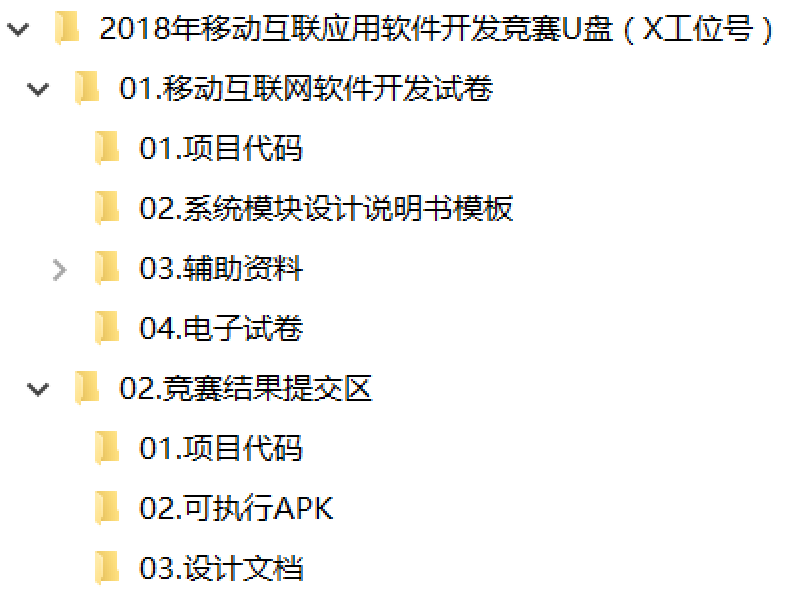 2018年移动互联应用软件开发竞赛U盘（X工位号）
01.移动互联网软件开发试卷
01.项目代码
02.系统模块设计说明书模板
03.辅助资料
04.电子试卷
02.竞赛结果提交区
01.项目代码
02.可执行APK
03.设计文档